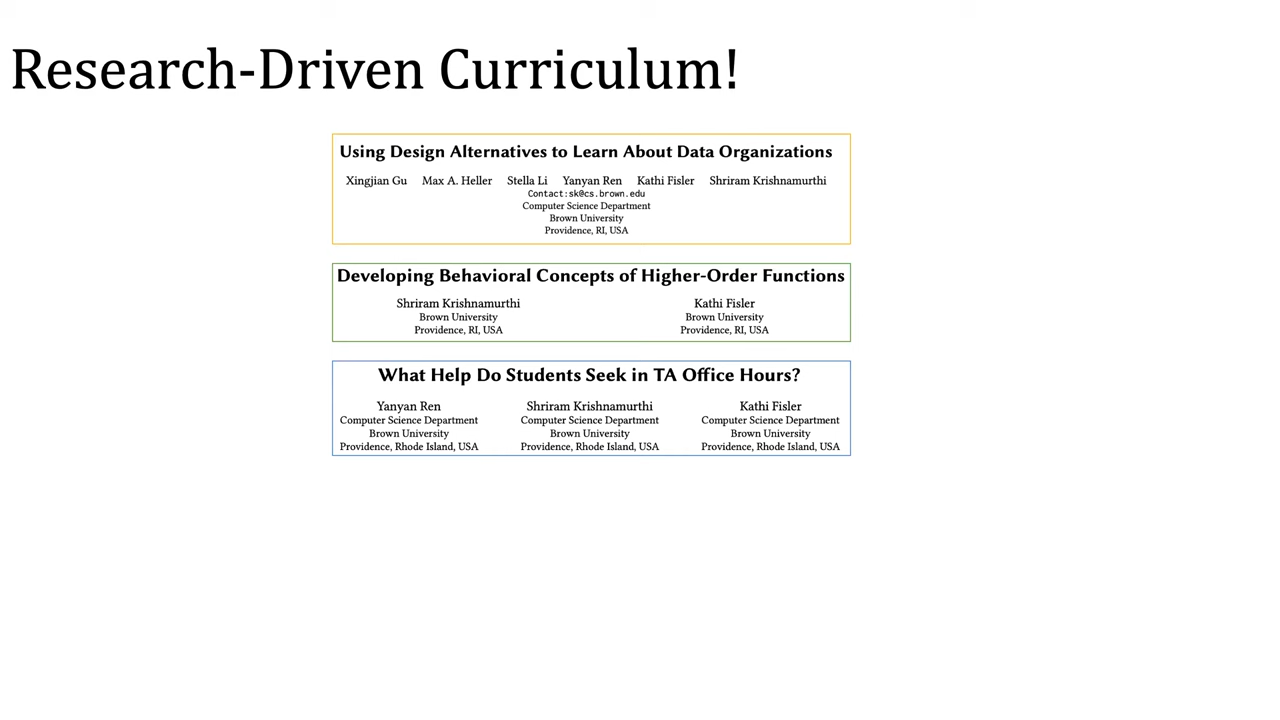 Research-Driven Curriculum!
Using Design Alternatives to Learn About Data Organizations
Xingjian Gu Max A. Heller Stella Li Yanyan Ren Kathi Fisler Shriram Krishnamurthi
Contact:sk@cs.brown.edu
Computer Science Department
Brown University
Providence, RI, USA
Developing Behavioral Concepts of Higher-Order Functions
Shriram Krishnamurthi Kathi Fisler
Brown University Brown University
Providence, RI, USA Providence, RI, USA
What Help Do Students Seek in TA Office Hours?
Yanyan Ren Shriram Krishnamurthi Kathi Fisler
Computer Science Department Computer Science Department Computer Science Department
Brown University Brown University Brown University
Providence, Rhode Island, USA Providence, Rhode Island, USA Providence, Rhode Island, USA